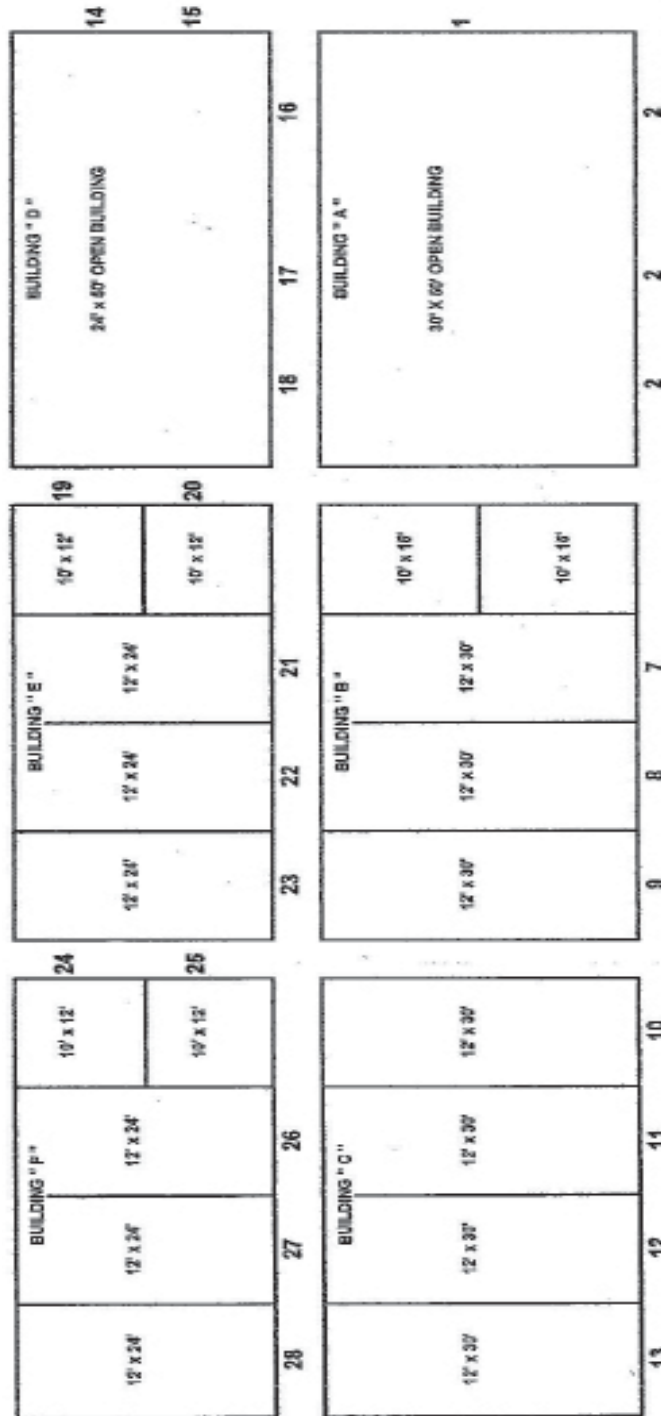 BUILDING "F"
BUILDING "E"
BUILDING "D"
10' x 12'
24
10' x 12'
19
14
12' x 24'
12' x 24'
12' x 24'
12' x 24'
12' x 24'
12' x 24'
24' x 60' OPEN BUILDING
10' x 12'
25
10' x 12'
20
15
28
27
26
23
22
21
18
17
16
BUILDING "C"
BUILDING "B"
BUILDING "A"
10' x 15'
1
12' x 30'
12' x 30'
12' x 30'
12' x 30'
12' x 30'
12' x 30'
12' x 30'
30' X 60' OPEN BUILDING
10' x 15'
13
12
11
10
9
8
7
2
2
2